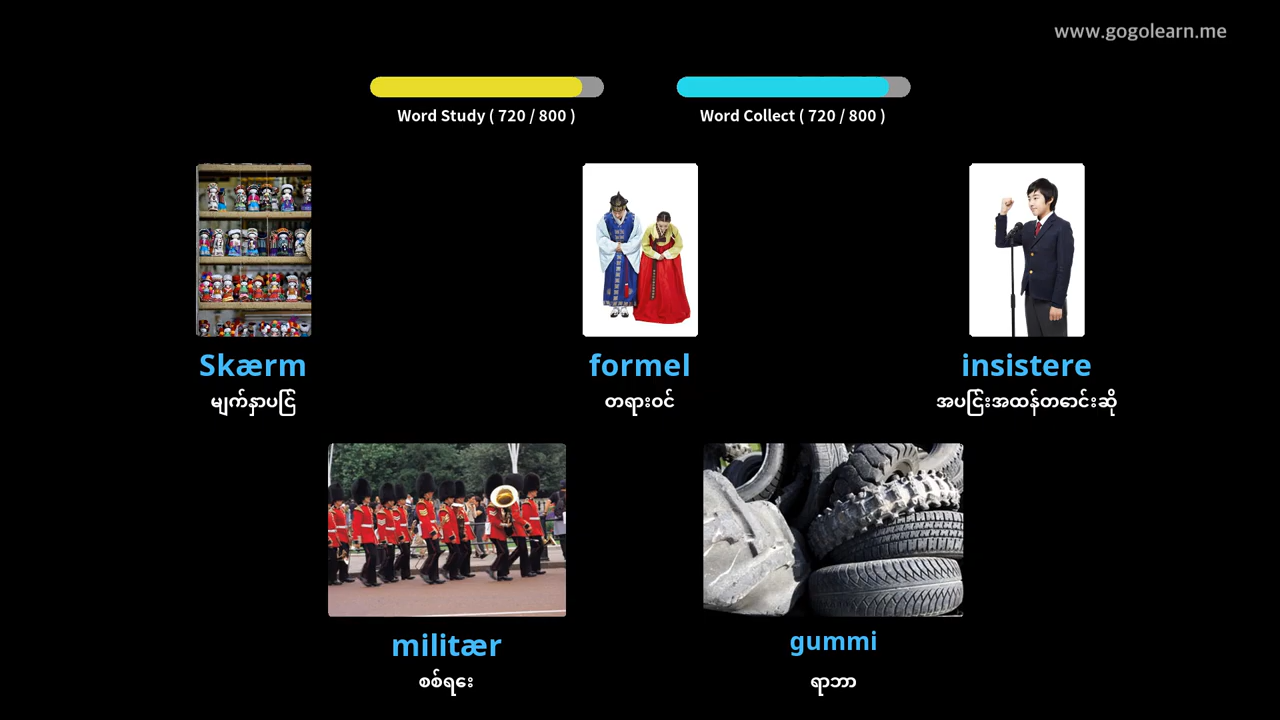 www.gogolearn.me
Word Study ( 720 / 800 )
Word Collect ( 720 / 800 )
Skærm
formel
insistere
မျက်နှာပြင်
တရားဝင်
အပြင်းအထန်တောင်းဆို
militær
gummi
စစ်ရေး
ရာဘာ